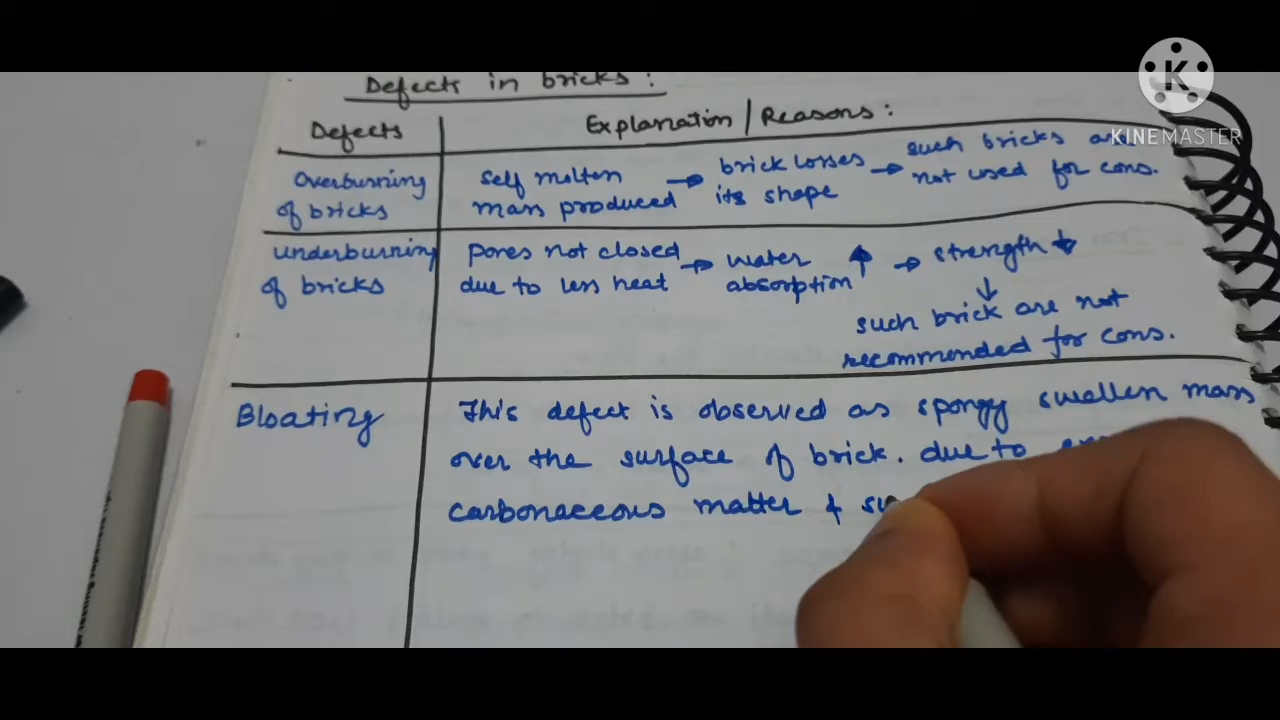 Defects in bricks :
Defects
Explanation / Reasons :
Overburning
of bricks
Self molten
mass produced
→ brick losses
its shape
→ such bricks are
not used for cons.
Underburning
of bricks
Pores not closed
due to less heat
→ water
absorption ↑
→ strength ↓
↓
such brick are not
recommended for cons.
Bloating
This defect is observed as spongy swollen mass
over the surface of brick. due to
carbonaceous matter &
K
KINEMASTER